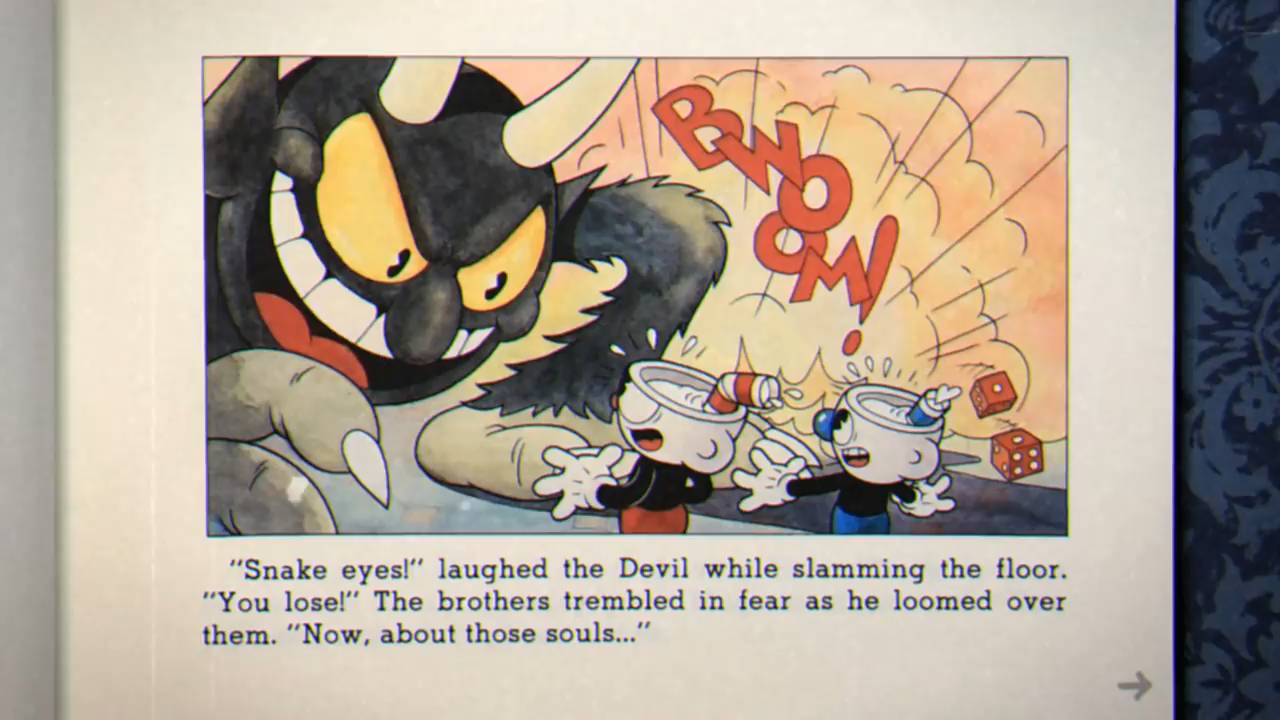 BWOOM!
"Snake eyes!" laughed the Devil while slamming the floor.
"You lose!" The brothers trembled in fear as he loomed over
them. "Now, about those souls..."